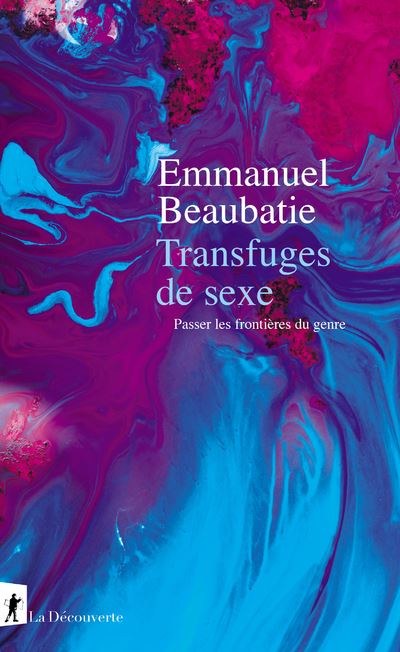 Emmanuel
Beaubatie
Transfuges
de sexe
Passer les frontières du genre
La Découverte